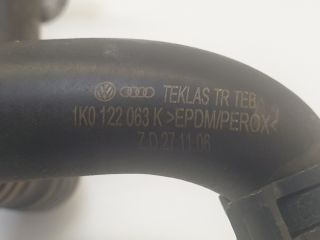 TEKLAS TR TEB
1K0 122 063 K >EPDM/PEROX<
Z D 27.11.06